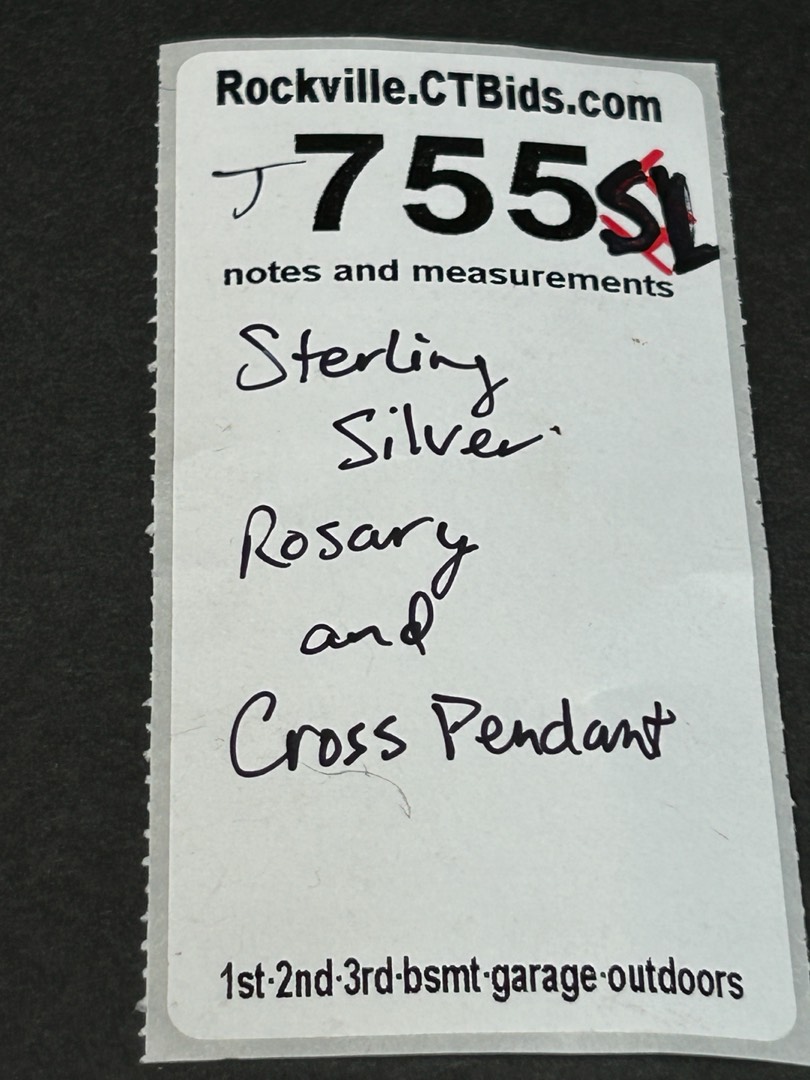 Rockville.CTBids.com
J 755SL
notes and measurements
Sterling
Silver
Rosary
and
Cross Pendant
1st·2nd·3rd·bsmt·garage·outdoors